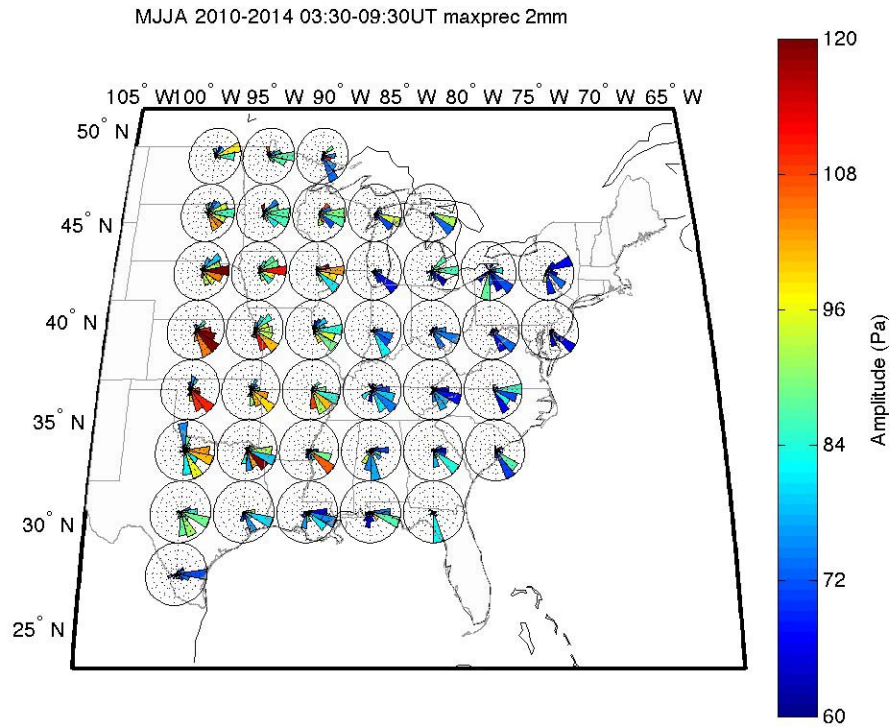 MJJA 2010-2014 03:30-09:30UT maxprec 2mm
105° W 100° W 95° W 90° W 85° W 80° W 75° W 70° W 65° W
50° N
45° N
40° N
35° N
30° N
25° N
120
108
96
84
72
60
Amplitude (Pa)